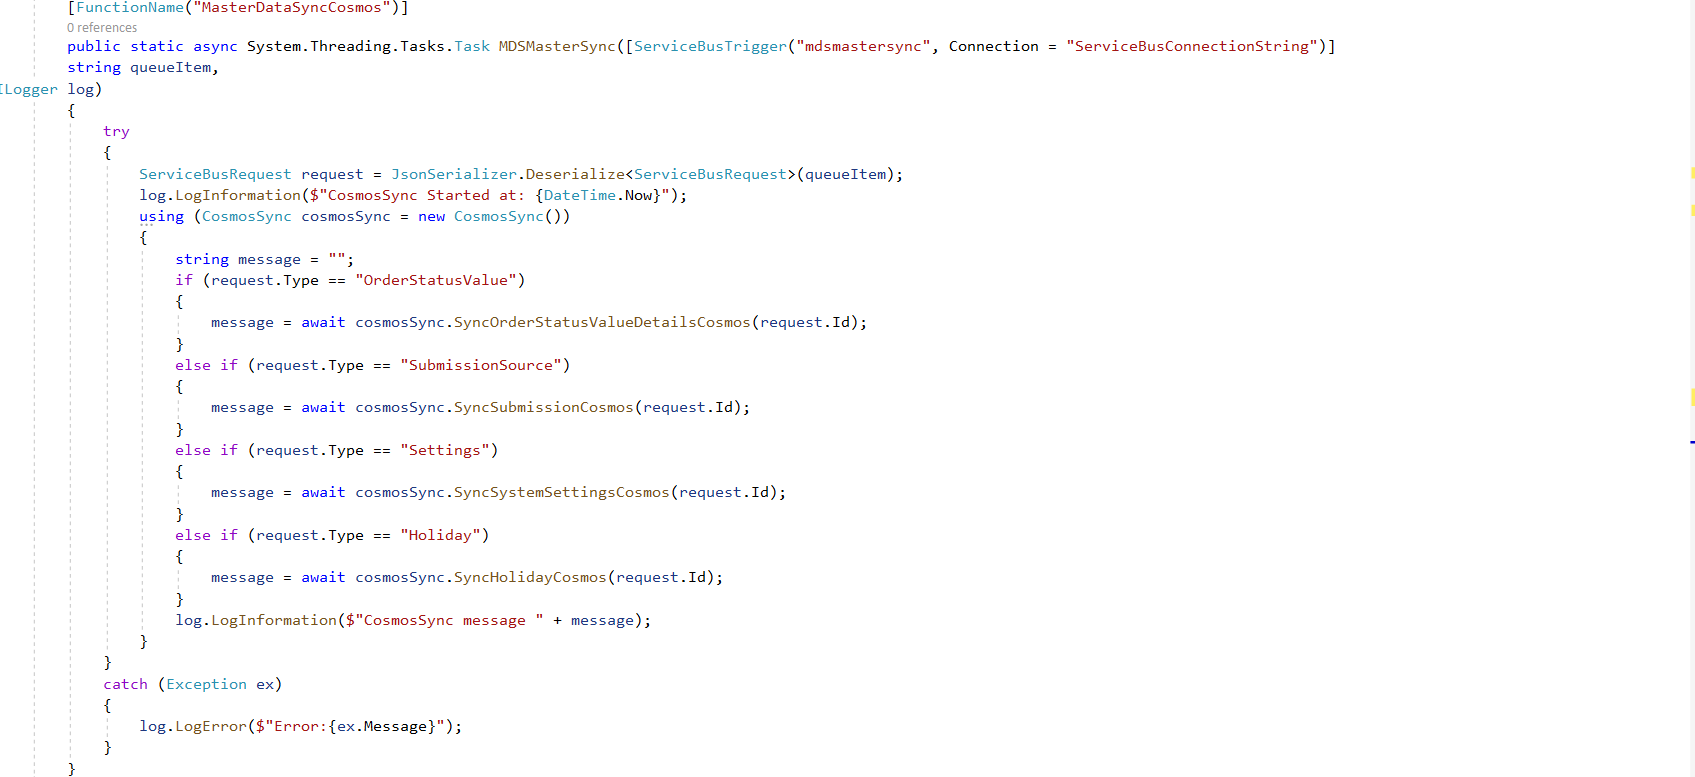 [FunctionName("MasterDataSyncCosmos")]
0 references
public static async System.Threading.Tasks.Task MDSMasterSync([ServiceBusTrigger("mdsmastersync", Connection = "ServiceBusConnectionString")]
string queueItem,
ILogger log)
{
try
{
ServiceBusRequest request = JsonSerializer.Deserialize<ServiceBusRequest>(queueItem);
log.LogInformation($"CosmosSync Started at: {DateTime.Now}");
using (CosmosSync cosmosSync = new CosmosSync())
{
string message = "";
if (request.Type == "OrderStatusValue")
{
message = await cosmosSync.SyncOrderStatusValueDetailsCosmos(request.Id);
}
else if (request.Type == "SubmissionSource")
{
message = await cosmosSync.SyncSubmissionCosmos(request.Id);
}
else if (request.Type == "Settings")
{
message = await cosmosSync.SyncSystemSettingsCosmos(request.Id);
}
else if (request.Type == "Holiday")
{
message = await cosmosSync.SyncHolidayCosmos(request.Id);
}
log.LogInformation($"CosmosSync message " + message);
}
}
catch (Exception ex)
{
log.LogError($"Error:{ex.Message}");
}
}